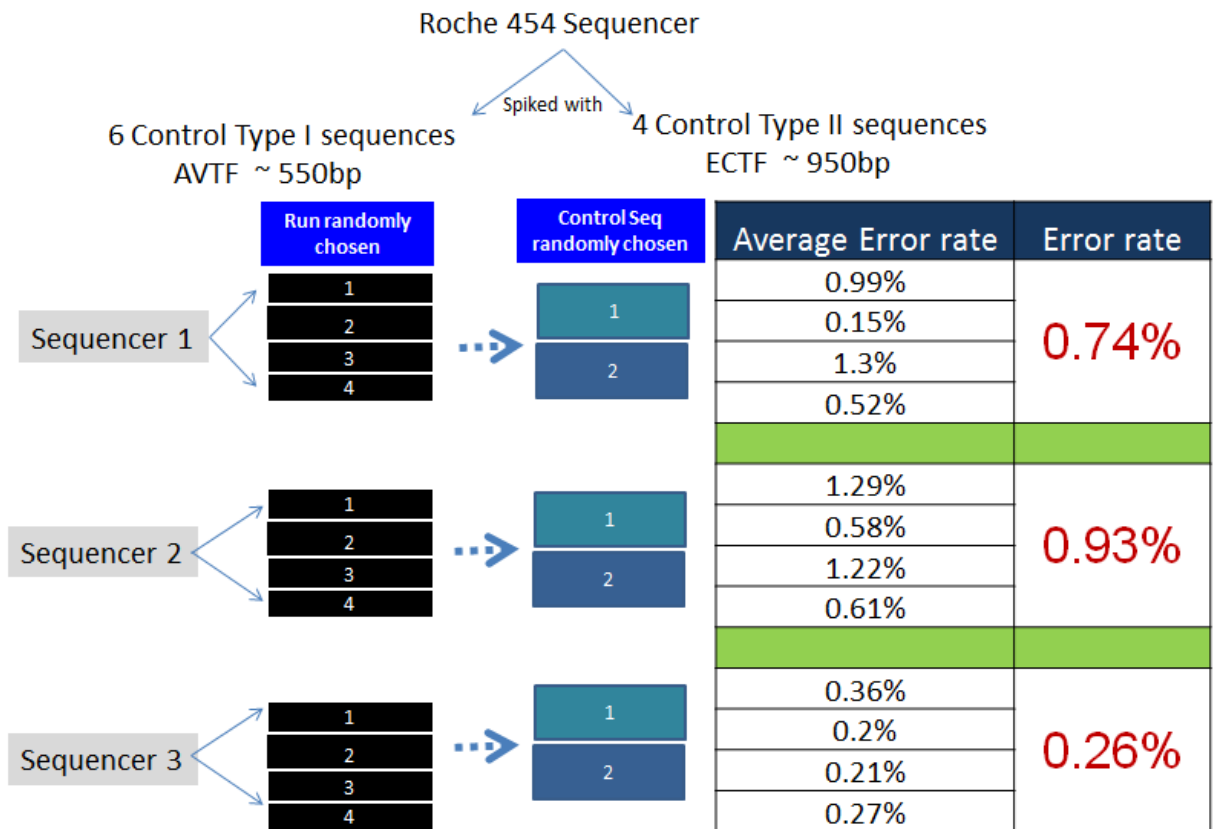 Roche 454 Sequencer
Spiked with
6 Control Type I sequences
AVTF ~ 550bp
4 Control Type II sequences
ECTF ~ 950bp
Run randomly
chosen
Control Seq
randomly chosen
Average Error rate
Error rate
Sequencer 1
1
2
3
4
1
2
0.99%
0.15%
1.3%
0.52%
0.74%
Sequencer 2
1
2
3
4
1
2
1.29%
0.58%
1.22%
0.61%
0.93%
Sequencer 3
1
2
3
4
1
2
0.36%
0.2%
0.21%
0.27%
0.26%